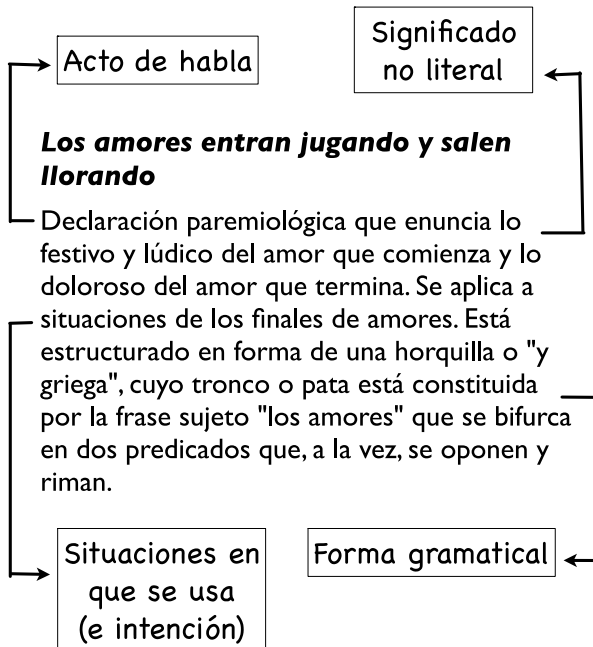 Acto de habla
Significado
no literal
Los amores entran jugando y salen
llorando
Declaración paremiológica que enuncia lo
festivo y lúdico del amor que comienza y lo
doloroso del amor que termina. Se aplica a
situaciones de los finales de amores. Está
estructurado en forma de una horquilla o "y
griega", cuyo tronco o pata está constituida
por la frase sujeto "los amores" que se bifurca
en dos predicados que, a la vez, se oponen y
riman.
Situaciones en
que se usa
(e intención)
Forma gramatical